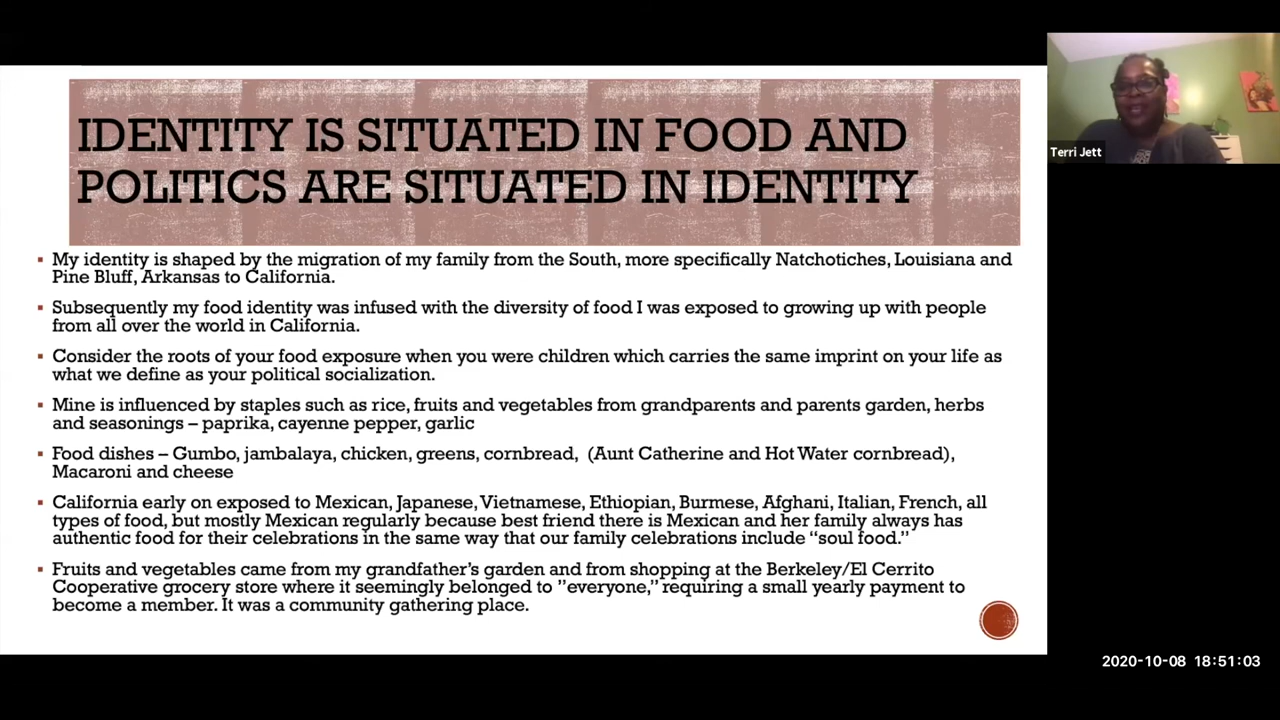 IDENTITY IS SITUATED IN FOOD AND
POLITICS ARE SITUATED IN IDENTITY
Terri Jett
▪ My identity is shaped by the migration of my family from the South, more specifically Natchotiches, Louisiana and
Pine Bluff, Arkansas to California.
▪ Subsequently my food identity was infused with the diversity of food I was exposed to growing up with people
from all over the world in California.
▪ Consider the roots of your food exposure when you were children which carries the same imprint on your life as
what we define as your political socialization.
▪ Mine is influenced by staples such as rice, fruits and vegetables from grandparents and parents garden, herbs
and seasonings – paprika, cayenne pepper, garlic
▪ Food dishes – Gumbo, jambalaya, chicken, greens, cornbread,  (Aunt Catherine and Hot Water cornbread),
Macaroni and cheese
▪ California early on exposed to Mexican, Japanese, Vietnamese, Ethiopian, Burmese, Afghani, Italian, French, all
types of food, but mostly Mexican regularly because best friend there is Mexican and her family always has
authentic food for their celebrations in the same way that our family celebrations include “soul food.”
▪ Fruits and vegetables came from my grandfather’s garden and from shopping at the Berkeley/El Cerrito
Cooperative grocery store where it seemingly belonged to ”everyone,” requiring a small yearly payment to
become a member. It was a community gathering place.
2020-10-08 18:51:03